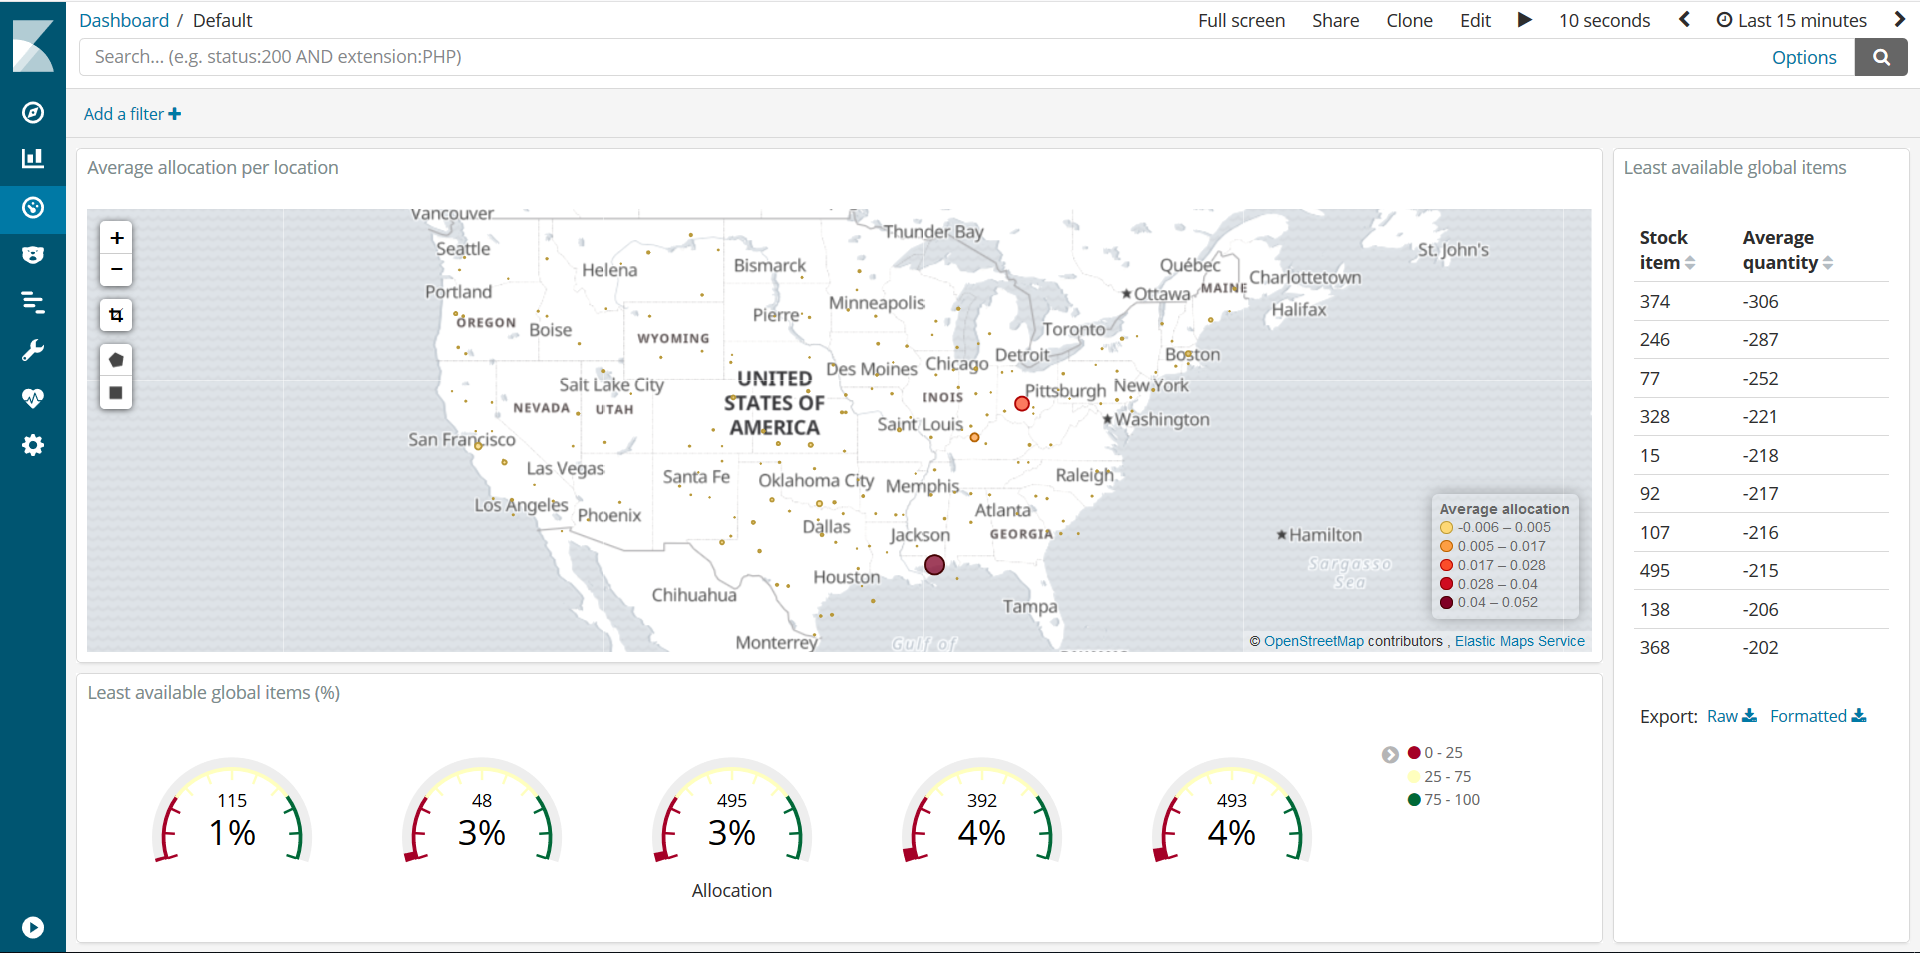 Dashboard / Default
Full screen Share Clone Edit 10 seconds Last 15 minutes
Search... (e.g. status:200 AND extension:PHP)
Options
Add a filter
Average allocation per location
Vancouver
Thunder Bay
Seattle
St. John's
Helena
Bismarck
Québec
MAINE
Charlottetown
Portland
Ottawa
Minneapolis
Halifax
OREGON
Boise
Pierre
Toronto
WYOMING
Detroit
Boston
Des Moines
Chicago
Salt Lake City
UNITED
STATES OF
AMERICA
INOIS
Pittsburgh
New York
NEVADA
UTAH
Saint Louis
Washington
San Francisco
Las Vegas
Santa Fe
Oklahoma City
Memphis
Raleigh
Los Angeles
Phoenix
Dallas
Atlanta
Jackson
GEORGIA
Hamilton
Sargasso
Sea
Houston
Chihuahua
Tampa
Monterrey
Gulf of
Average allocation
-0.006 – 0.005
0.005 – 0.017
0.017 – 0.028
0.028 – 0.04
0.04 – 0.052
© OpenStreetMap contributors , Elastic Maps Service
Least available global items
Stock item Average quantity
374 -306
246 -287
77 -252
328 -221
15 -218
92 -217
107 -216
495 -215
138 -206
368 -202
Export: Raw Formatted
Least available global items (%)
115 48 495 392 493
1% 3% 3% 4% 4%
Allocation
0 - 25
25 - 75
75 - 100